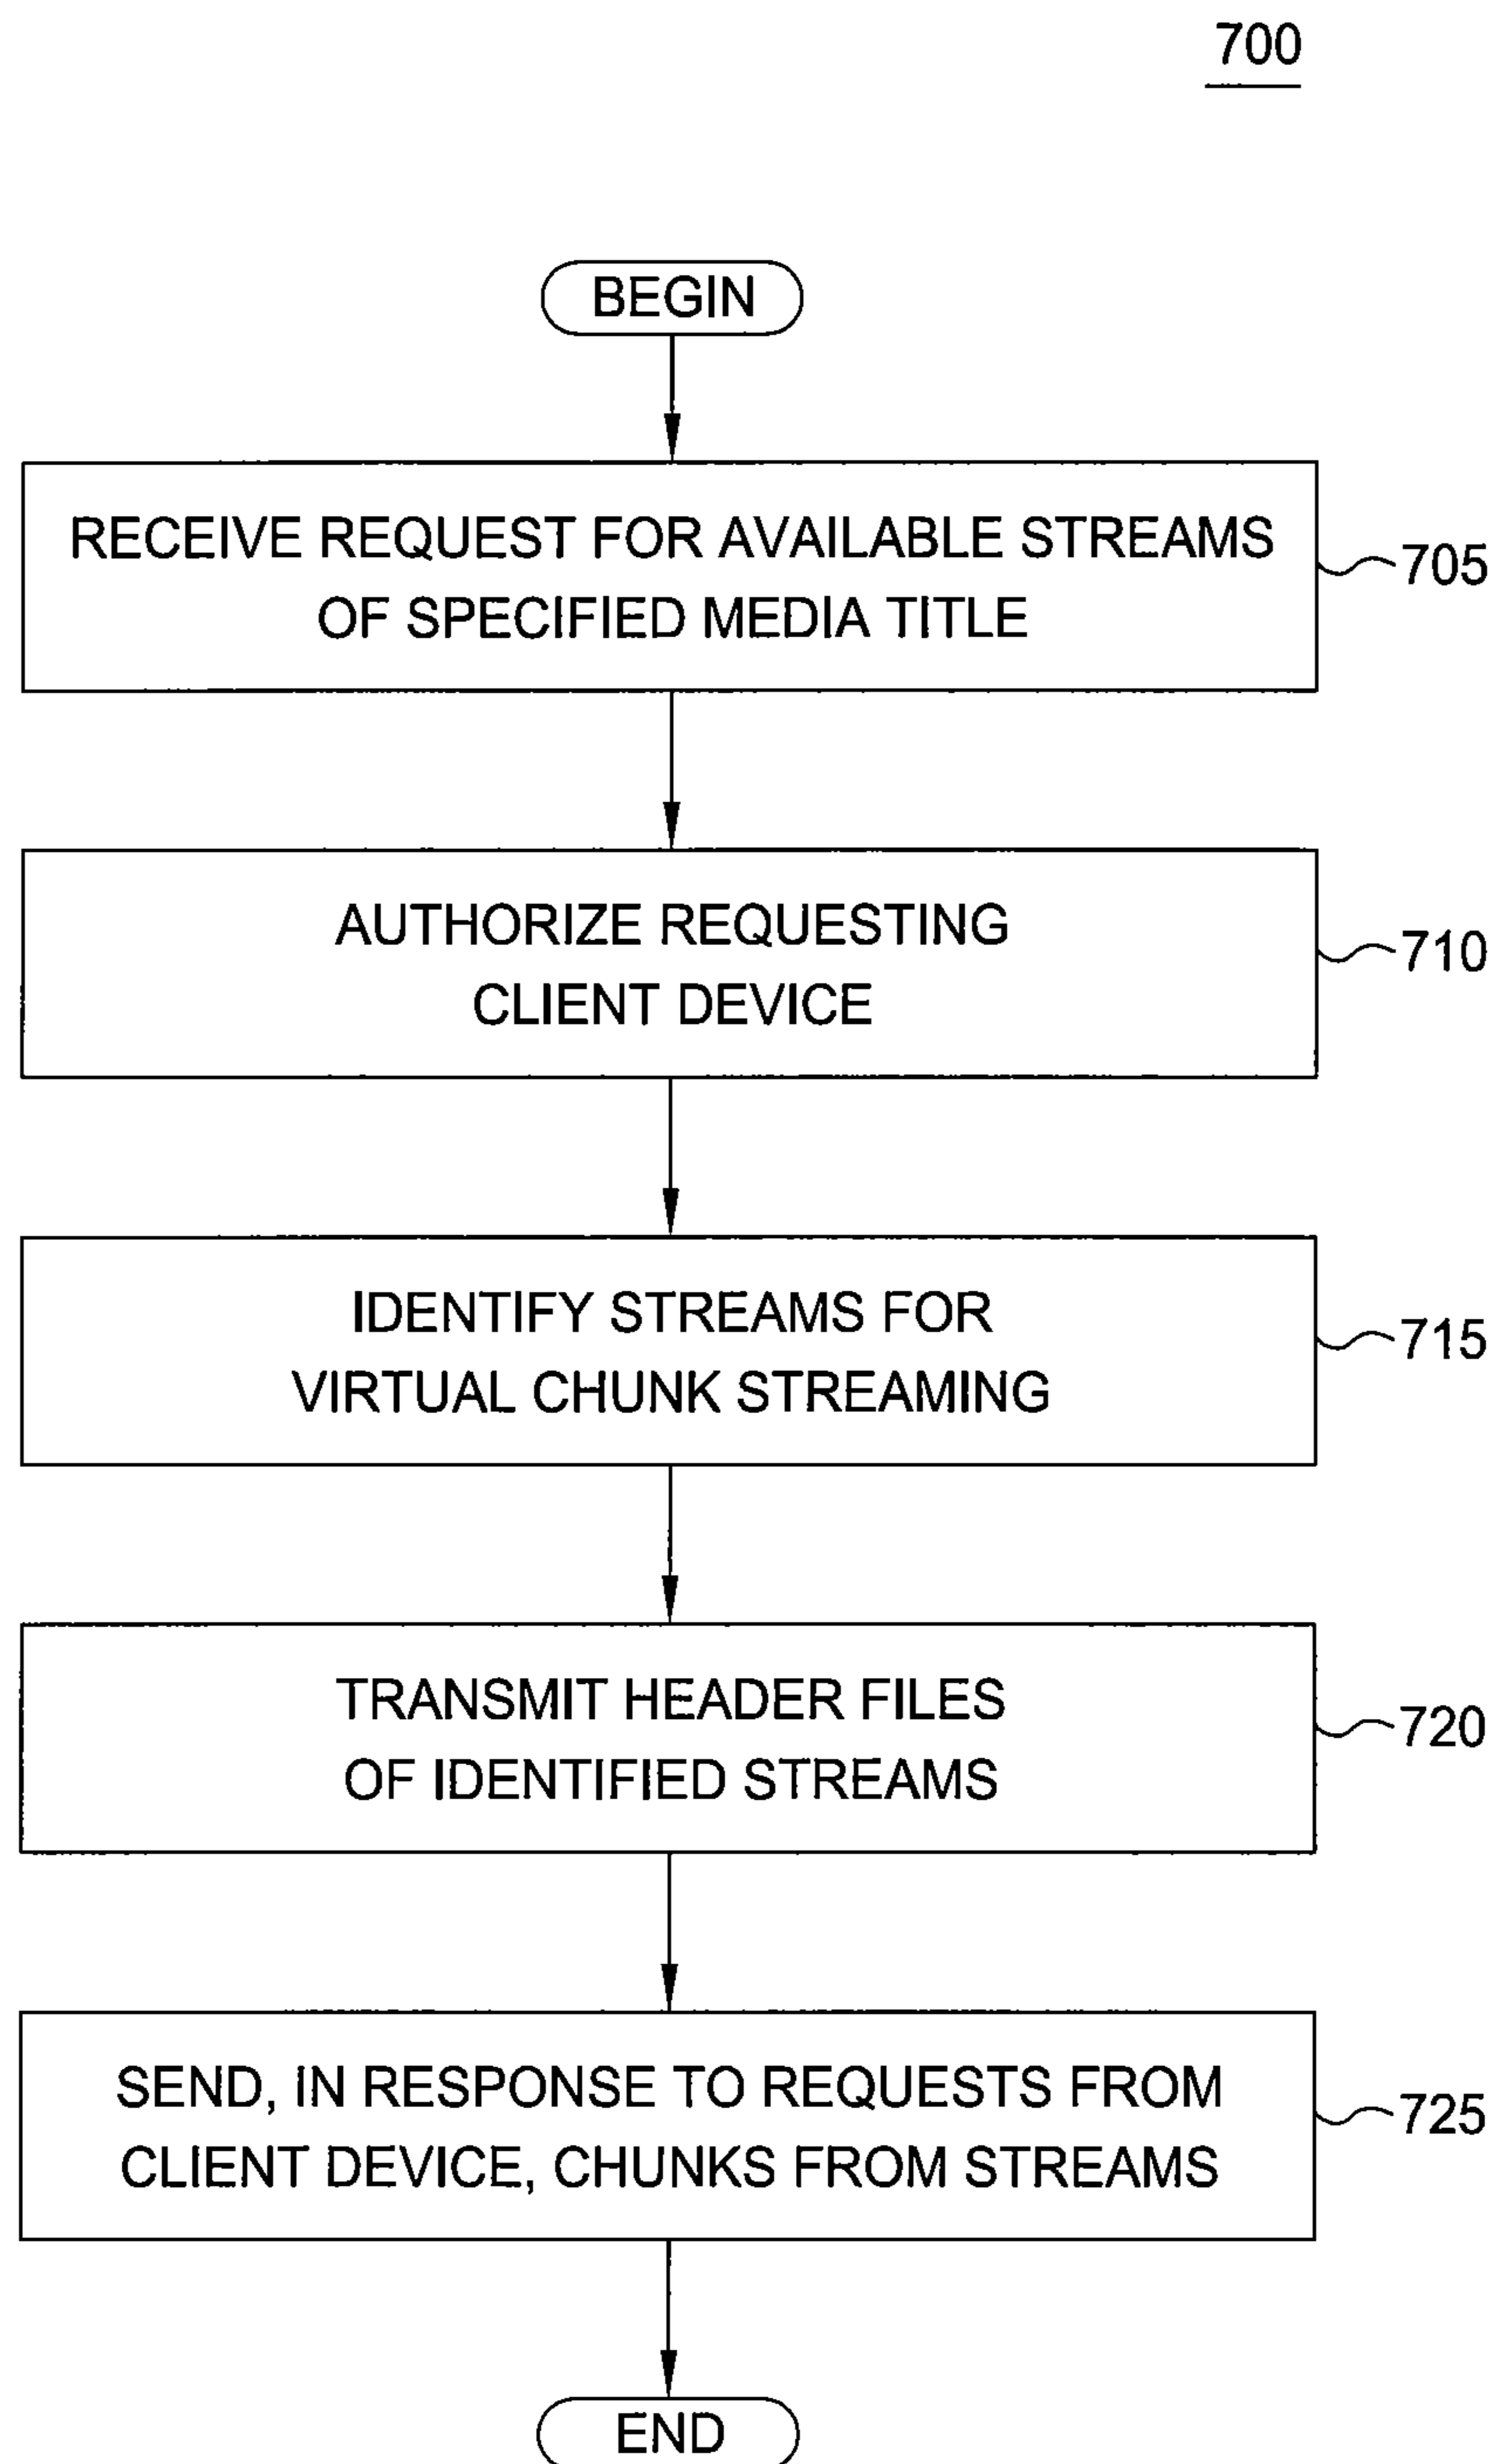 700
BEGIN
RECEIVE REQUEST FOR AVAILABLE STREAMS
OF SPECIFIED MEDIA TITLE
705
AUTHORIZE REQUESTING
CLIENT DEVICE
710
IDENTIFY STREAMS FOR
VIRTUAL CHUNK STREAMING
715
TRANSMIT HEADER FILES
OF IDENTIFIED STREAMS
720
SEND, IN RESPONSE TO REQUESTS FROM
CLIENT DEVICE, CHUNKS FROM STREAMS
725
END